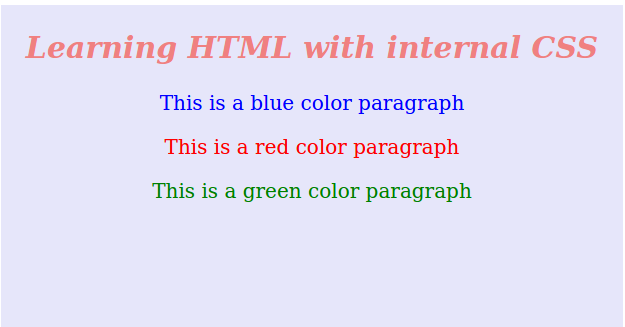 Learning HTML with internal CSS
This is a blue color paragraph
This is a red color paragraph
This is a green color paragraph